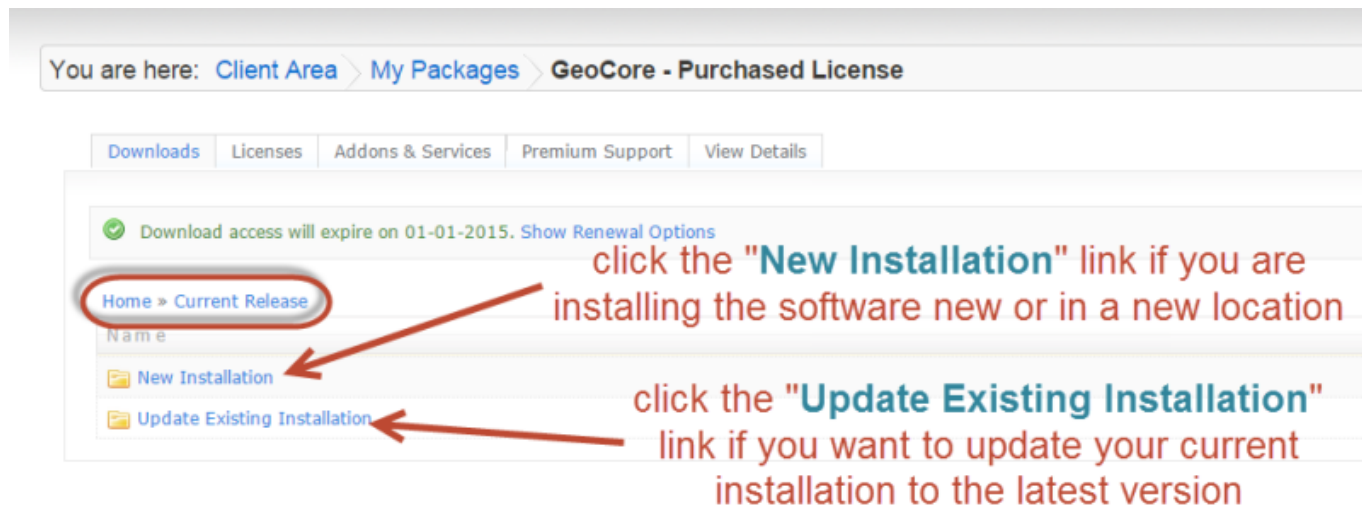 You are here: Client Area My Packages GeoCore - Purchased License
Downloads Licenses Addons & Services Premium Support View Details
Download access will expire on 01-01-2015. Show Renewal Options
click the "New Installation" link if you are
installing the software new or in a new location
Home » Current Release
Name
New Installation
Update Existing Installation
click the "Update Existing Installation"
link if you want to update your current
installation to the latest version